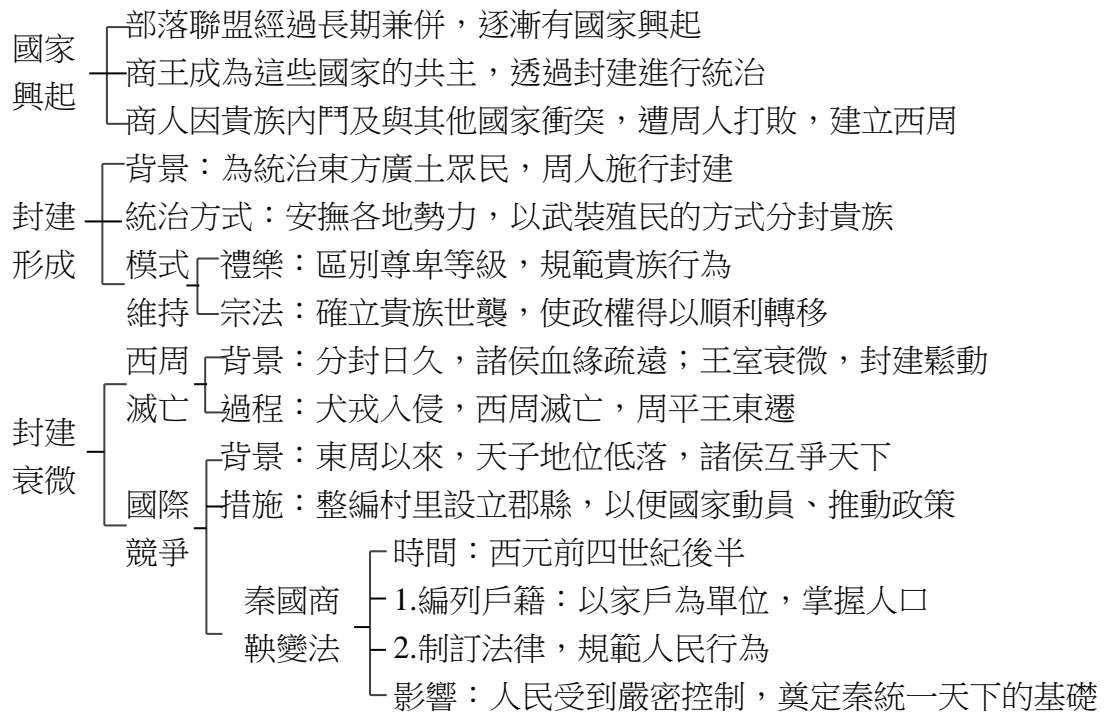 國家
興起
部落聯盟經過長期兼併，逐漸有國家興起
商王成為這些國家的共主，透過封建進行統治
商人因貴族內鬥及與其他國家衝突，遭周人打敗，建立西周
封建
形成
背景：為統治東方廣土眾民，周人施行封建
統治方式：安撫各地勢力，以武裝殖民的方式分封貴族
模式
維持
禮樂：區別尊卑等級，規範貴族行為
宗法：確立貴族世襲，使政權得以順利轉移
封建
衰微
西周
滅亡
背景：分封日久，諸侯血緣疏遠；王室衰微，封建鬆動
過程：犬戎入侵，西周滅亡，周平王東遷
國際
競爭
背景：東周以來，天子地位低落，諸侯互爭天下
措施：整編村里設立郡縣，以便國家動員、推動政策
秦國商
鞅變法
時間：西元前四世紀後半
1.編列戶籍：以家戶為單位，掌握人口
2.制訂法律，規範人民行為
影響：人民受到嚴密控制，奠定秦統一天下的基礎